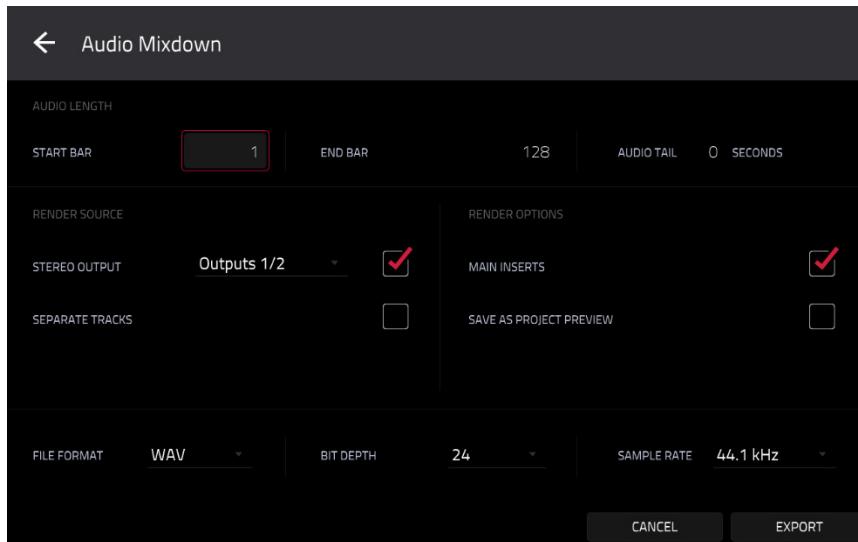 Audio Mixdown
AUDIO LENGTH
START BAR 1 END BAR 128 AUDIO TAIL 0 SECONDS
RENDER SOURCE RENDER OPTIONS
STEREO OUTPUT Outputs 1/2 MAIN INSERTS
SEPARATE TRACKS SAVE AS PROJECT PREVIEW
FILE FORMAT WAV BIT DEPTH 24 SAMPLE RATE 44.1 kHz
CANCEL EXPORT